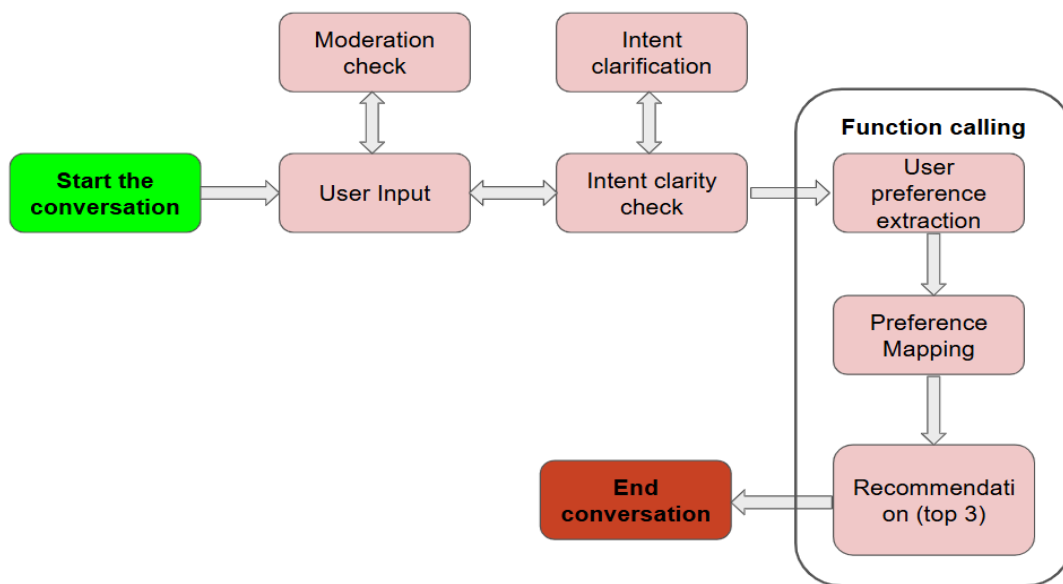 Moderation
check
Intent
clarification
Function calling
Start the
conversation
User Input
Intent clarity
check
User
preference
extraction
Preference
Mapping
End
conversation
Recommendati
on (top 3)